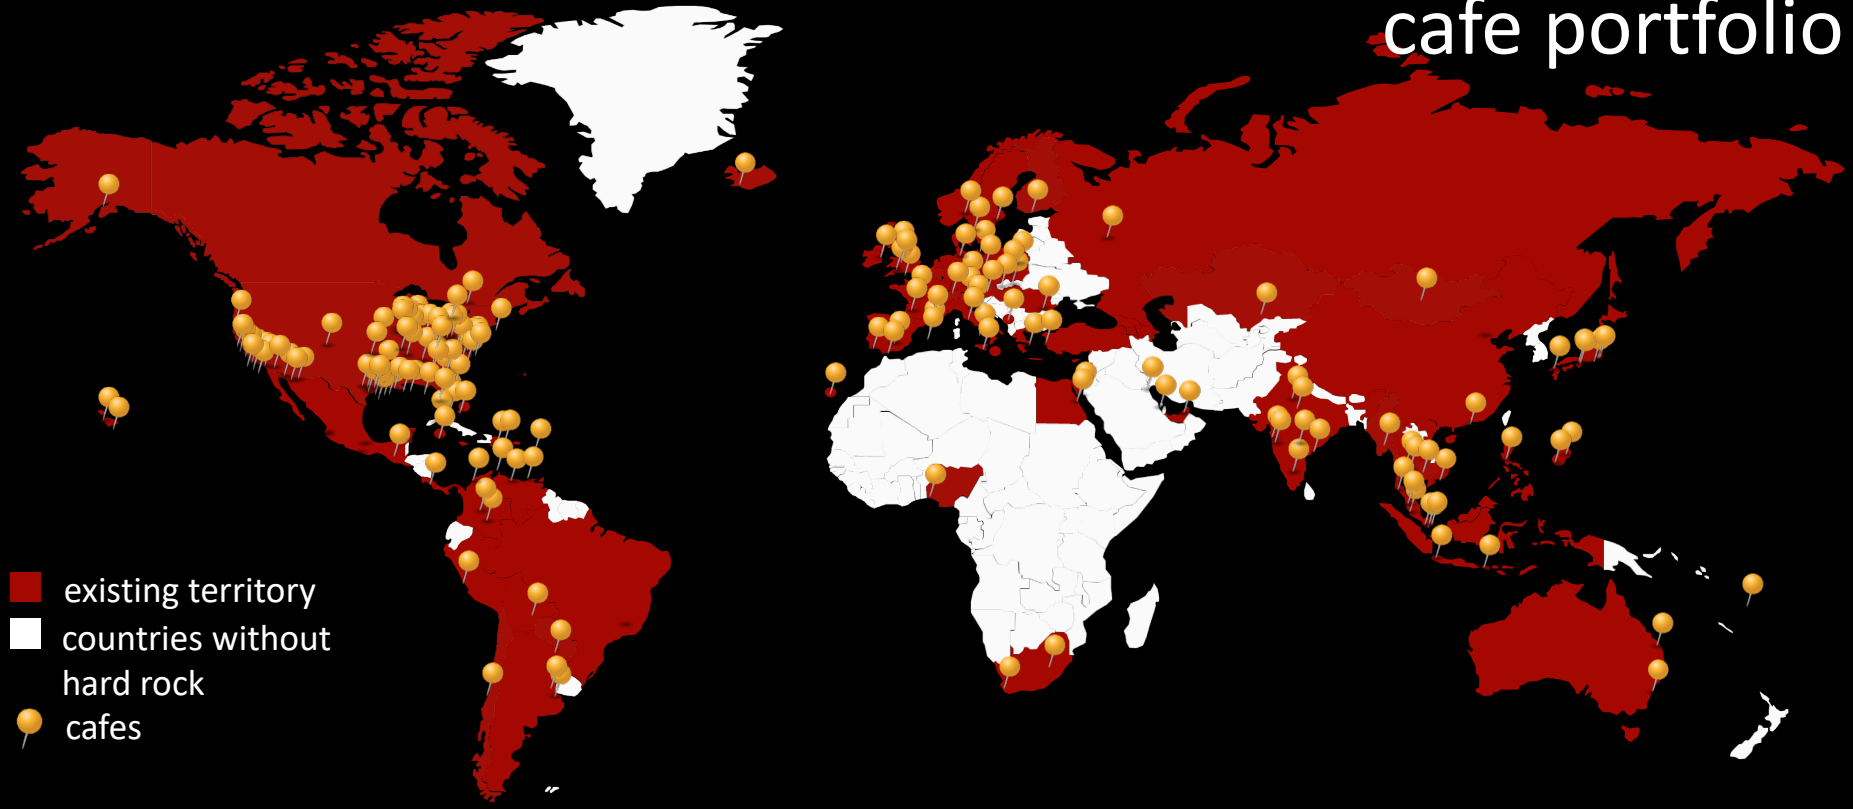 cafe portfolio
existing territory
countries without
hard rock
cafes